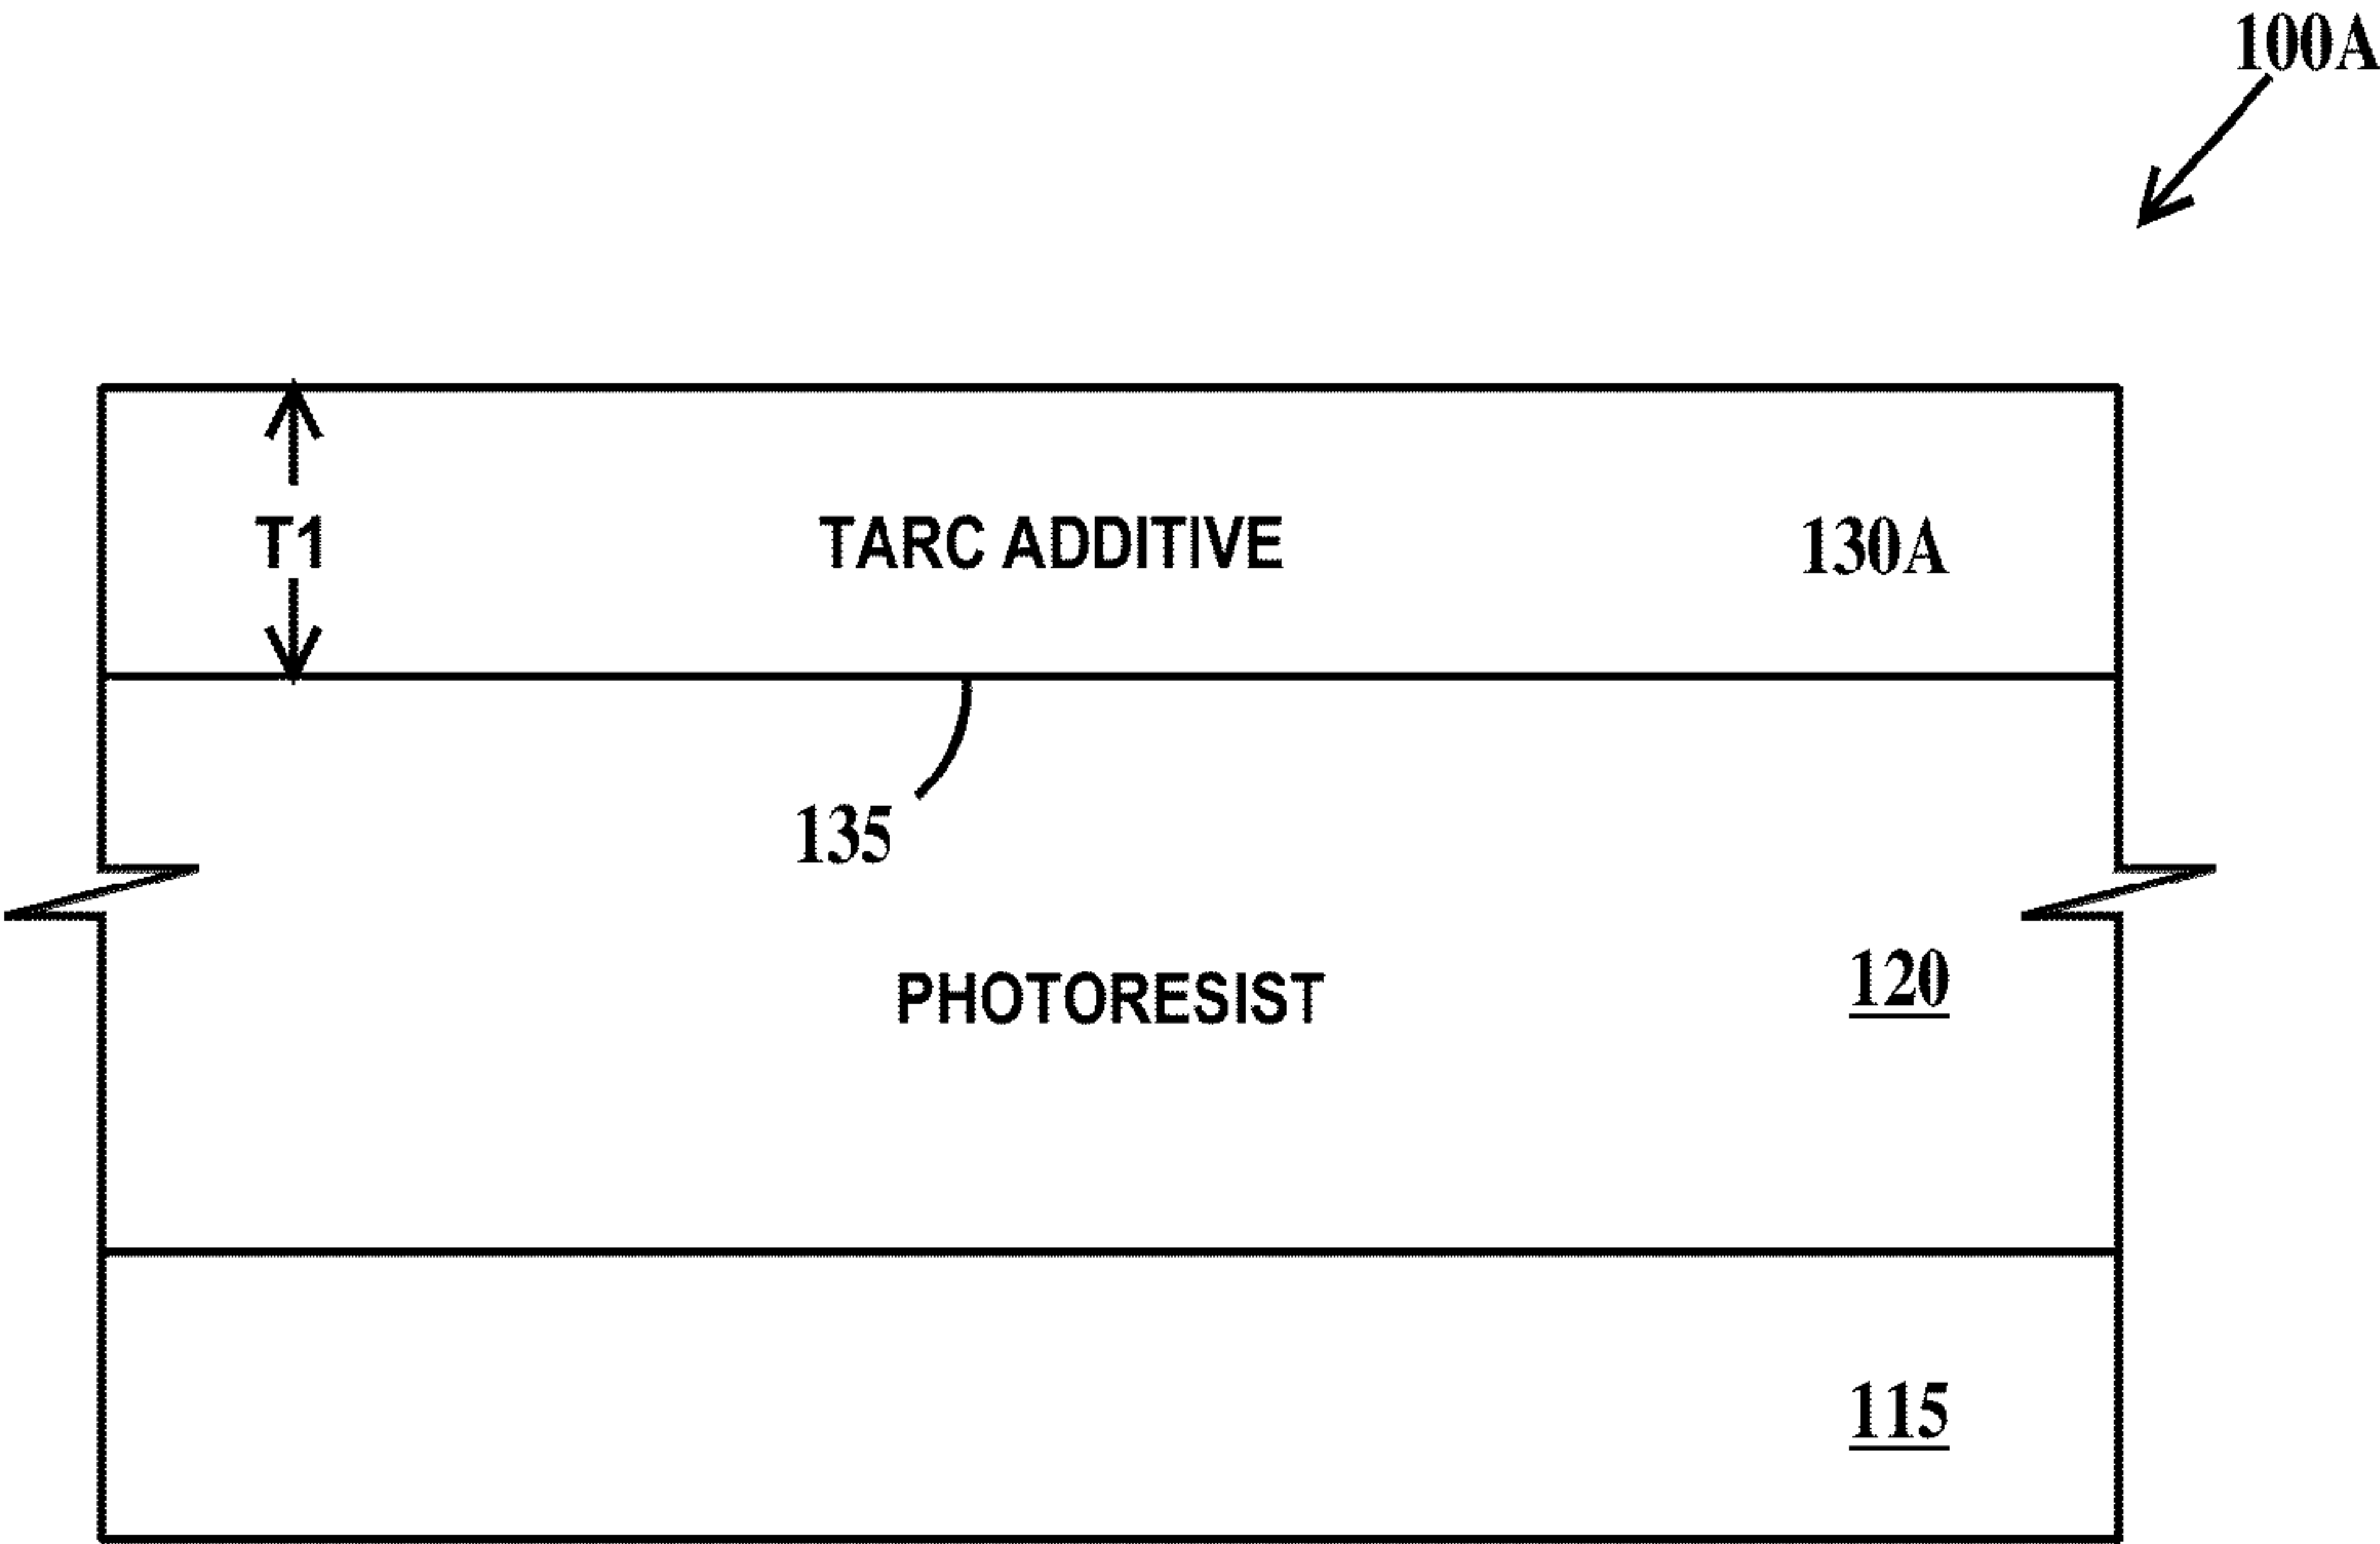 100A
T1
TARC ADDITIVE
130A
135
PHOTORESIST
120
115